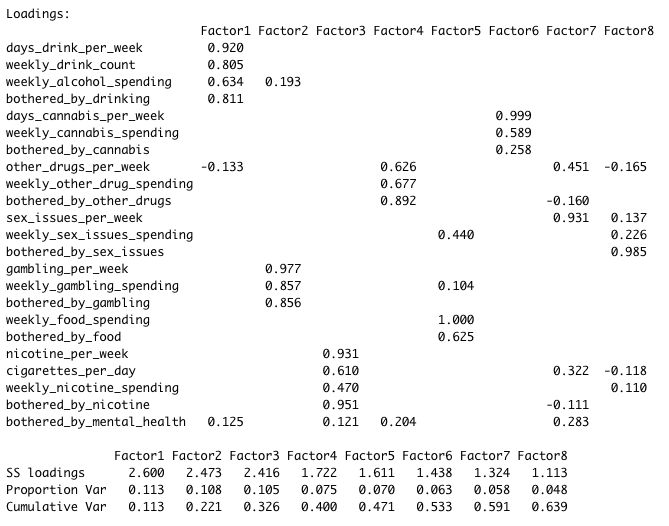 Loadings:
Factor1 Factor2 Factor3 Factor4 Factor5 Factor6 Factor7 Factor8
days_drink_per_week 0.920
weekly_drink_count 0.805
weekly_alcohol_spending 0.634 0.193
bothered_by_drinking 0.811
days_cannabis_per_week 0.999
weekly_cannabis_spending 0.589
bothered_by_cannabis 0.258
other_drugs_per_week -0.133 0.626 0.451 -0.165
weekly_other_drug_spending 0.677
bothered_by_other_drugs 0.892 -0.160
sex_issues_per_week 0.931 0.137
weekly_sex_issues_spending 0.440 0.226
bothered_by_sex_issues 0.985
gambling_per_week 0.977
weekly_gambling_spending 0.857 0.104
bothered_by_gambling 0.856
weekly_food_spending 1.000
bothered_by_food 0.625
nicotine_per_week 0.931
cigarettes_per_day 0.610 0.322 -0.118
weekly_nicotine_spending 0.470 0.110
bothered_by_nicotine 0.951 -0.111
bothered_by_mental_health 0.125 0.121 0.204 0.283
Factor1 Factor2 Factor3 Factor4 Factor5 Factor6 Factor7 Factor8
SS loadings 2.600 2.473 2.416 1.722 1.611 1.438 1.324 1.113
Proportion Var 0.113 0.108 0.105 0.075 0.070 0.063 0.058 0.048
Cumulative Var 0.113 0.221 0.326 0.400 0.471 0.533 0.591 0.639